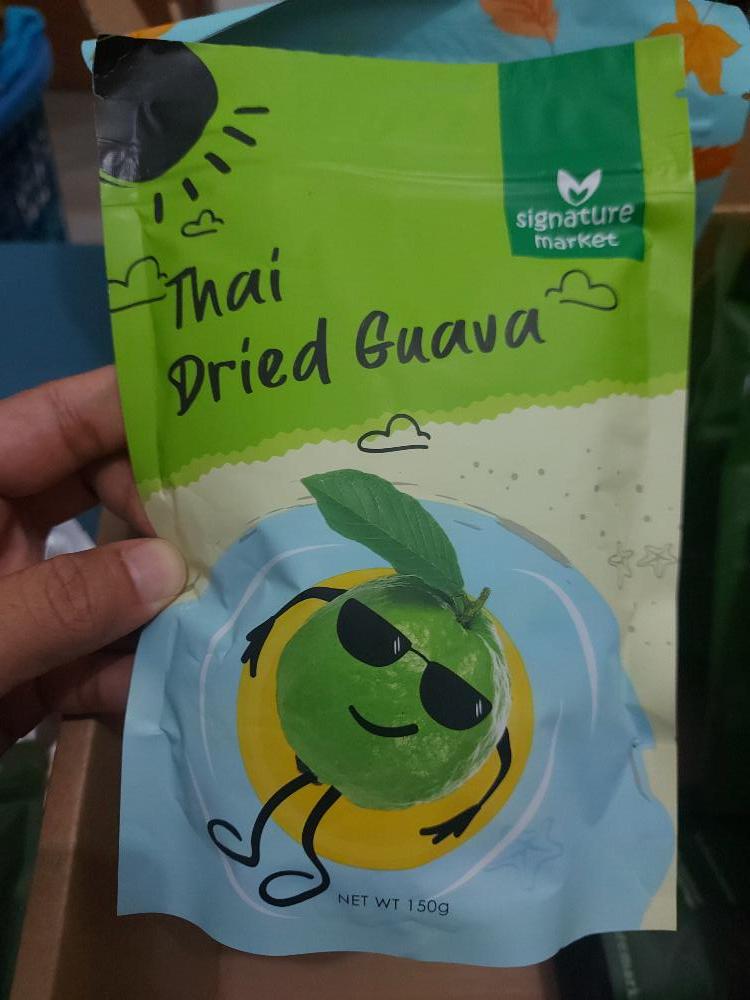 signature
market
Thai
Dried Guava
NET WT 150g